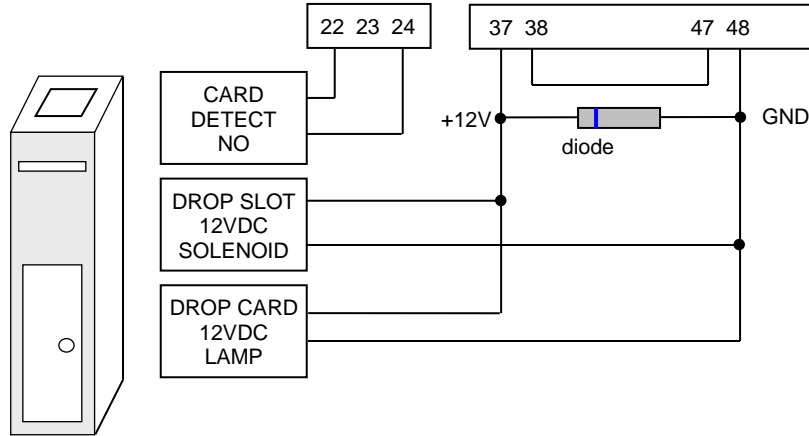 22 23 24
37 38 47 48
CARD
DETECT
NO
+12V
GND
diode
DROP SLOT
12VDC
SOLENOID
DROP CARD
12VDC
LAMP